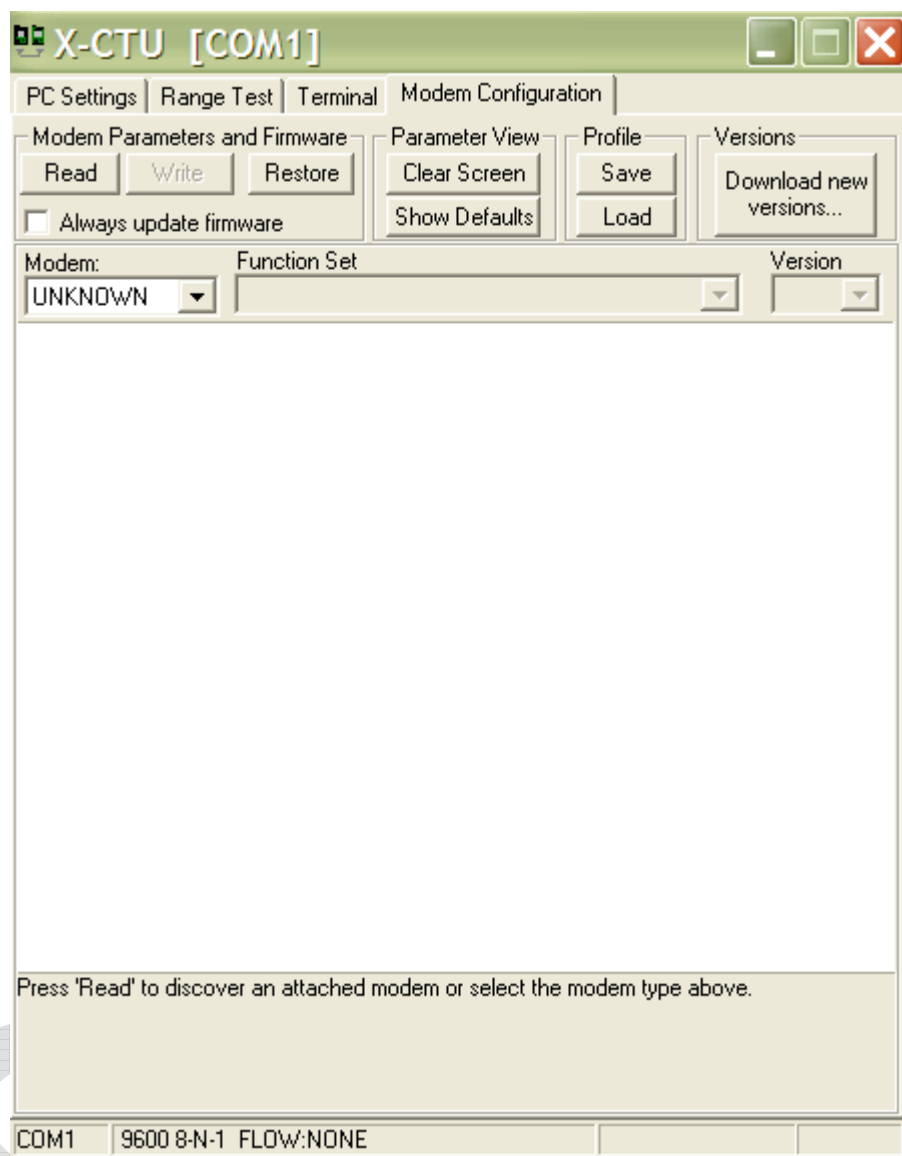 X-CTU [COM1]
PC Settings Range Test Terminal Modem Configuration
Modem Parameters and Firmware Parameter View Profile Versions
Read Write Restore Clear Screen Save Download new versions...
Always update firmware Show Defaults Load
Modem: Function Set Version
UNKNOWN
Press 'Read' to discover an attached modem or select the modem type above.
COM1 9600 8-N-1 FLOW:NONE